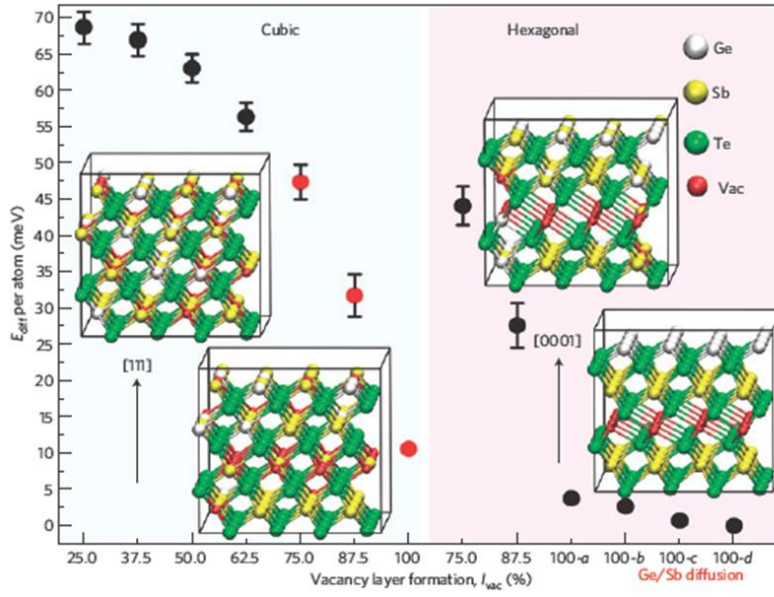 Cubic
Hexagonal
Ge
Sb
Te
Vac
70
65
60
55
50
45
40
35
30
25
20
15
10
5
0
E_diff per atom (meV)
[111]
[0001]
25.0 37.5 50.0 62.5 75.0 87.5 100 75.0 87.5 100-a 100-b 100-c 100-d
Vacancy layer formation, I_vac (%)
Ge/Sb diffusion